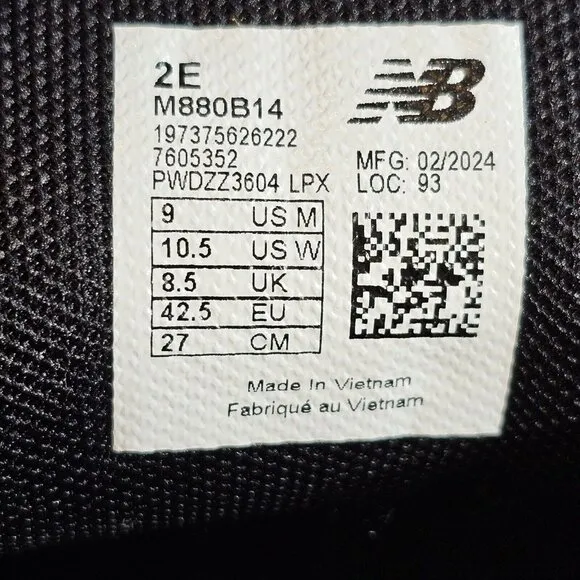 2E
M880B14
197375626222
7605352
PWDZZ3604 LPX
NB
MFG: 02/2024
LOC: 93
9 US M
10.5 US W
8.5 UK
42.5 EU
27 CM
Made In Vietnam
Fabriqué au Vietnam